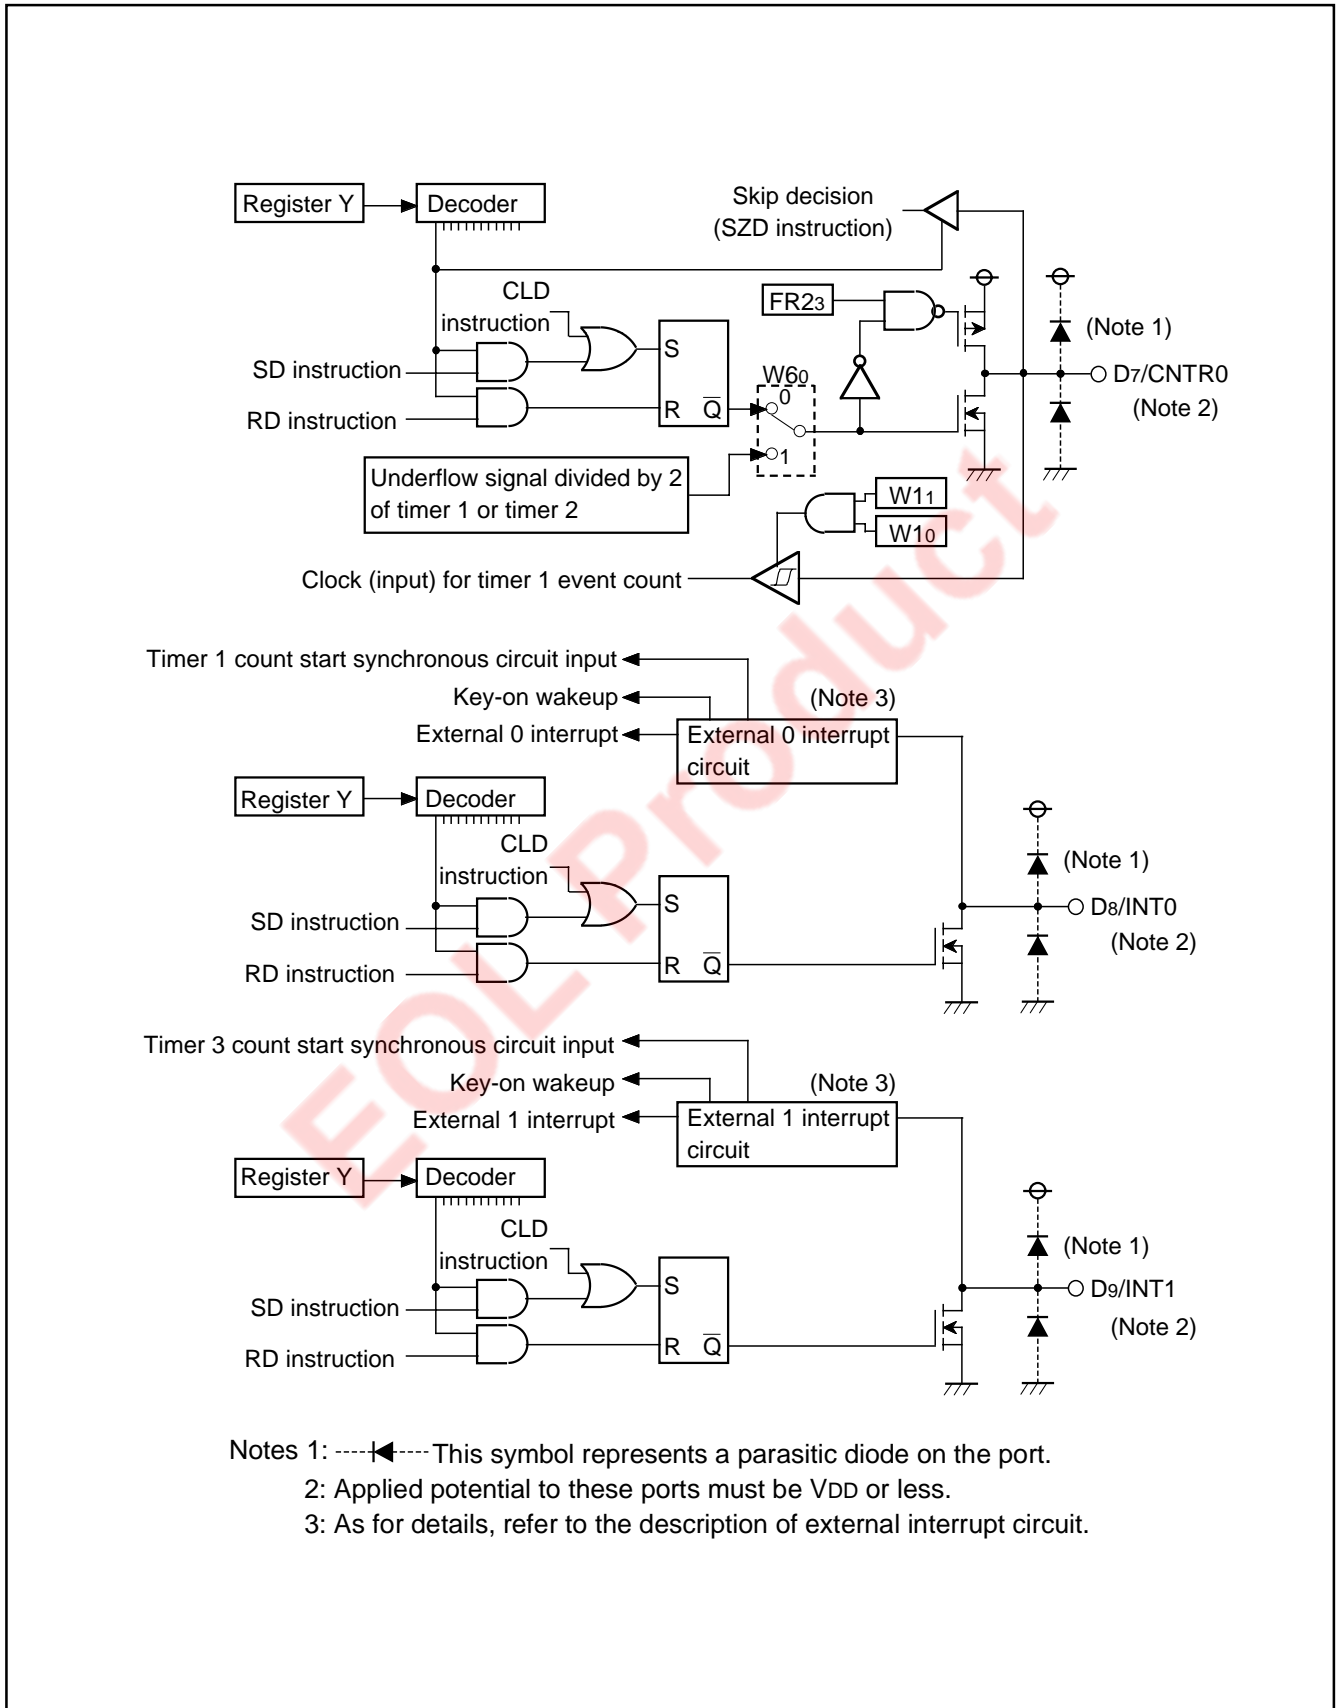 Register Y
Decoder
Skip decision
(SZD instruction)
CLD
instruction
FR23
(Note 1)
SD instruction
S
W60
0
D7/CNTR0
RD instruction
R
Q
(Note 2)
1
Underflow signal divided by 2
of timer 1 or timer 2
W11
W10
Clock (input) for timer 1 event count
Timer 1 count start synchronous circuit input
Key-on wakeup
(Note 3)
External 0 interrupt
External 0 interrupt
circuit
Register Y
Decoder
CLD
instruction
(Note 1)
SD instruction
S
D8/INT0
(Note 2)
RD instruction
R
Q
Timer 3 count start synchronous circuit input
Key-on wakeup
(Note 3)
External 1 interrupt
External 1 interrupt
circuit
Register Y
Decoder
CLD
instruction
(Note 1)
SD instruction
S
D9/INT1
(Note 2)
RD instruction
R
Q
Notes 1: This symbol represents a parasitic diode on the port.
2: Applied potential to these ports must be VDD or less.
3: As for details, refer to the description of external interrupt circuit.
EOL Product